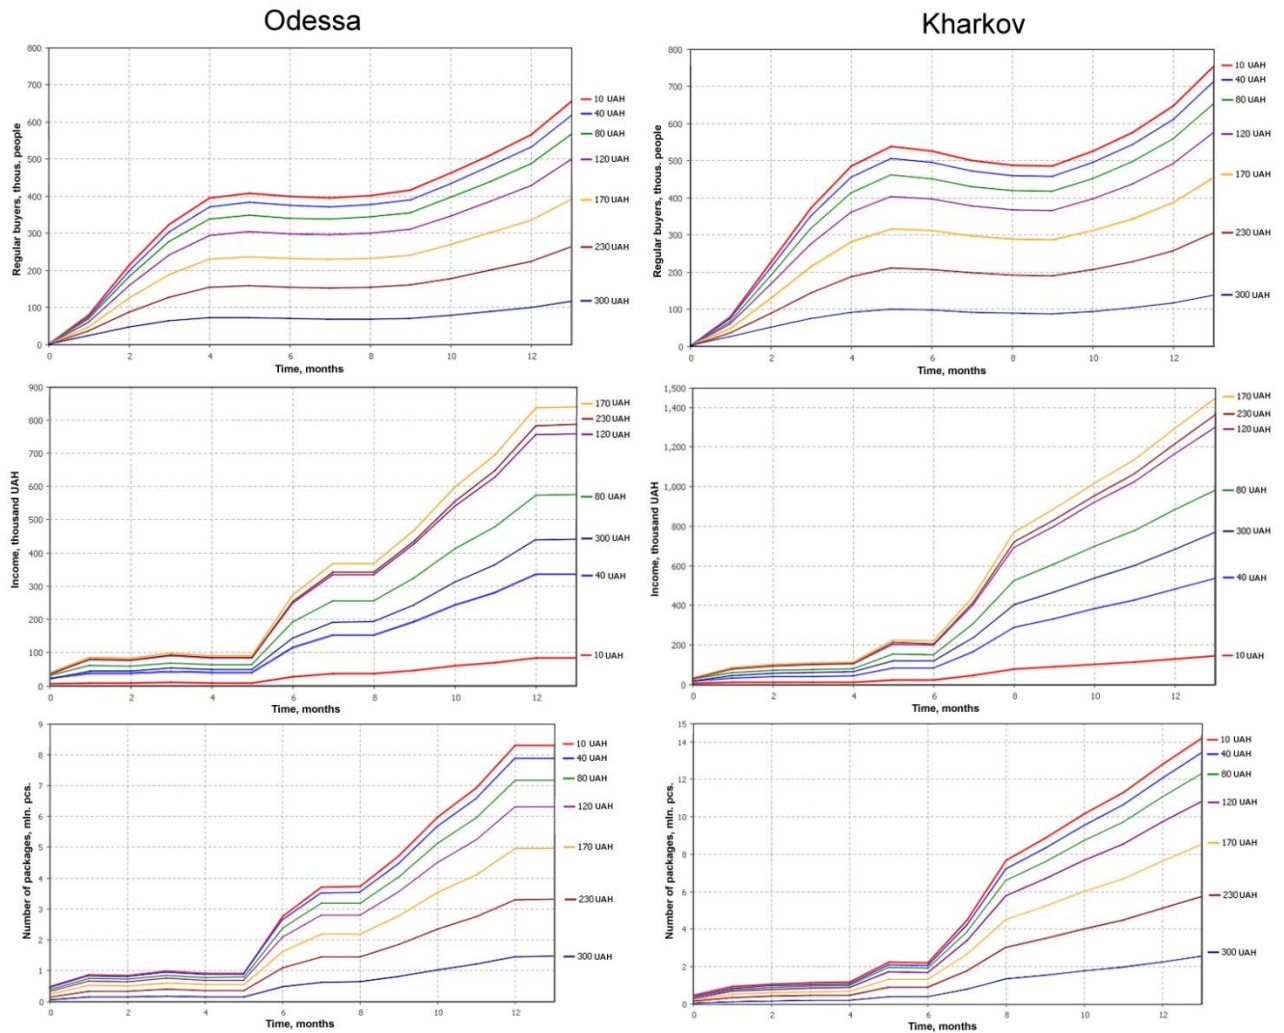 Odessa
Kharkov
800
700
600
500
400
300
200
100
0
Regular buyers, thous. people
0 2 4 6 8 10 12
Time, months
10 UAH
40 UAH
80 UAH
120 UAH
170 UAH
230 UAH
300 UAH
800
700
600
500
400
300
200
100
0
Regular buyers, thous. people
0 2 4 6 8 10 12
Time, months
10 UAH
40 UAH
80 UAH
120 UAH
170 UAH
230 UAH
300 UAH
900
800
700
600
500
400
300
200
100
0
Income, thousand UAH
0 2 4 6 8 10 12
Time, months
170 UAH
230 UAH
120 UAH
80 UAH
300 UAH
40 UAH
10 UAH
1,500
1,400
1,200
1,000
800
600
400
200
0
Income, thousand UAH
0 2 4 6 8 10 12
Time, months
170 UAH
230 UAH
120 UAH
80 UAH
300 UAH
40 UAH
10 UAH
9
8
7
6
5
4
3
2
1
0
Number of packages, mln. pcs.
0 2 4 6 8 10 12
Time, months
10 UAH
40 UAH
80 UAH
120 UAH
170 UAH
230 UAH
300 UAH
15
14
12
10
8
6
4
2
0
Number of packages, mln. pcs.
0 2 4 6 8 10 12
Time, months
10 UAH
40 UAH
80 UAH
120 UAH
170 UAH
230 UAH
300 UAH